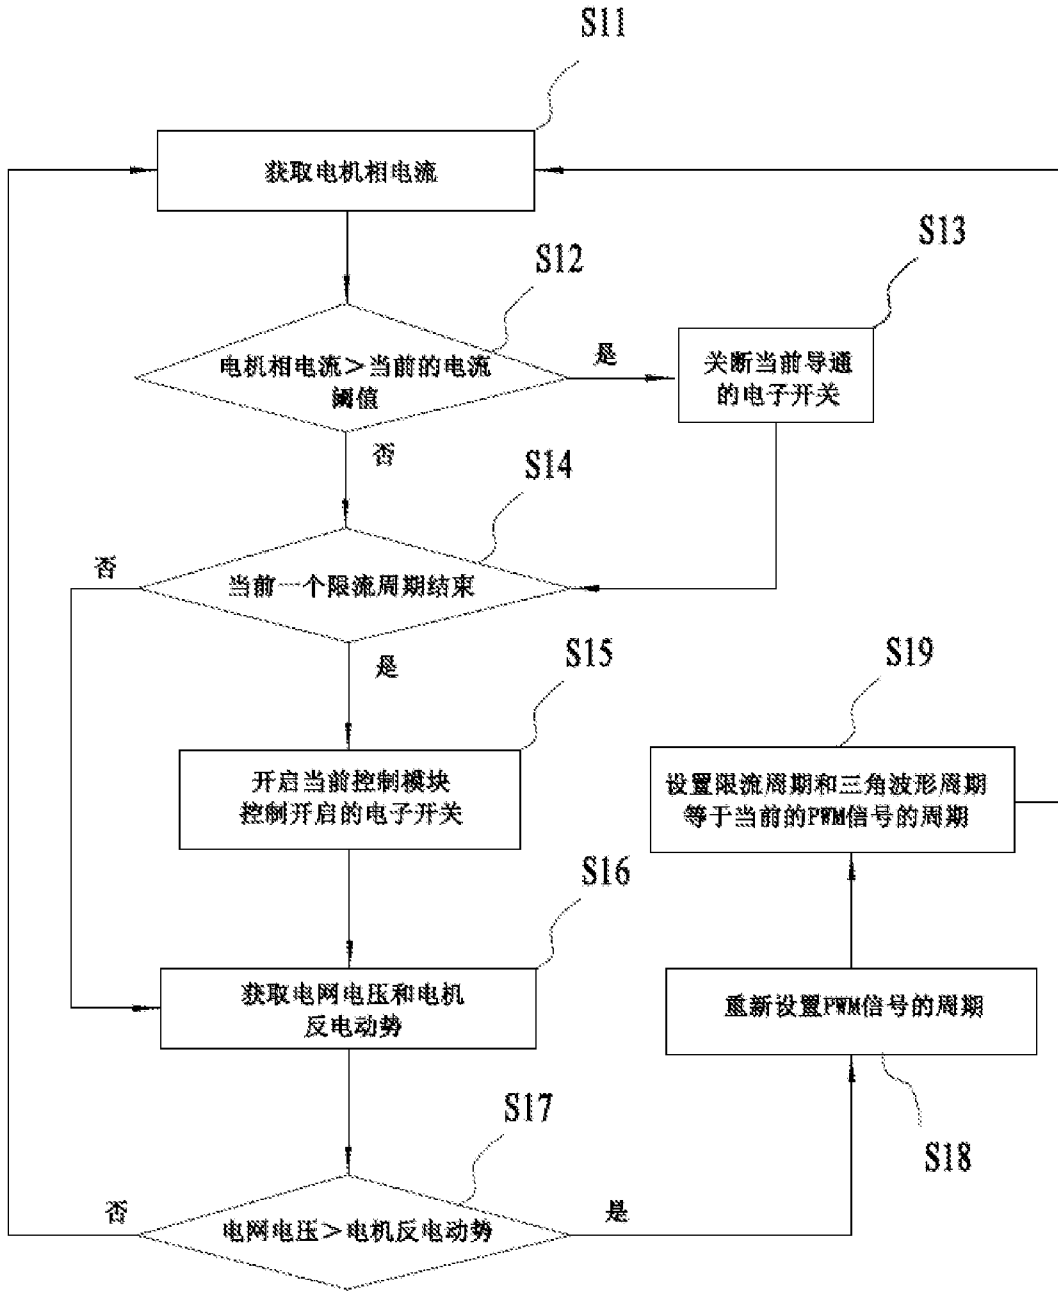 S11
获取电机相电流
S12
S13
电机相电流>当前的电流
阈值
是
关断当前导通
的电子开关
否
S14
否
当前一个限流周期结束
是
S15
S19
开启当前控制模块
控制开启的电子开关
设置限流周期和三角波形周期
等于当前的PWM信号的周期
S16
获取电网电压和电机
反电动势
重新设置PWM信号的周期
S17
S18
否
电网电压>电机反电动势
是